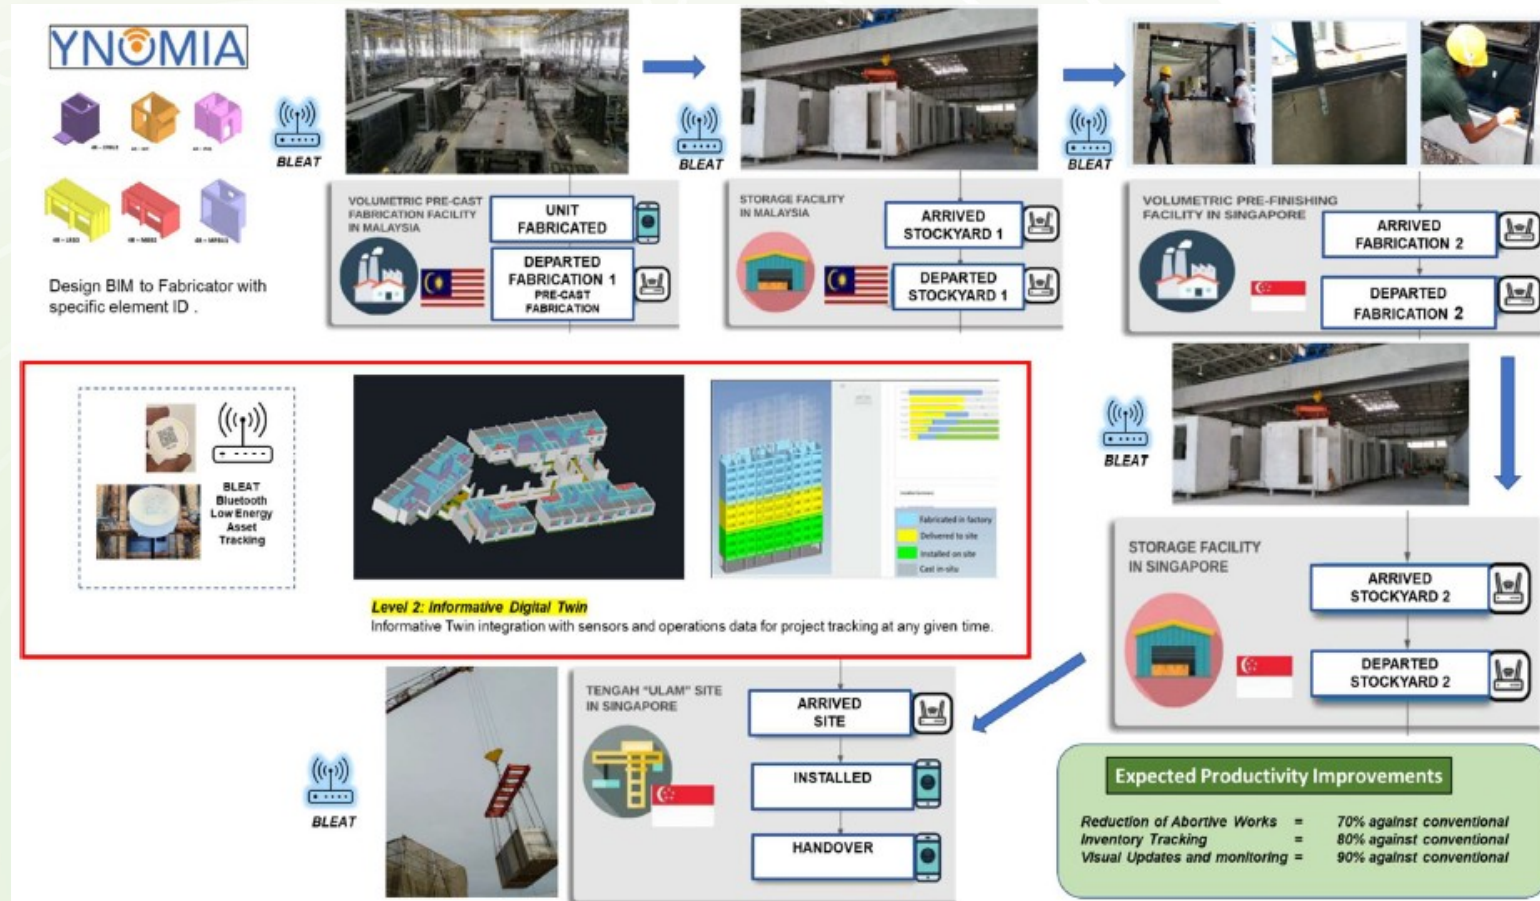 YNOMIA
Design BIM to Fabricator with
specific element ID .
BLEAT
VOLUMETRIC PRE-CAST
FABRICATION FACILITY
IN MALAYSIA
UNIT
FABRICATED
DEPARTED
FABRICATION 1
PRE-CAST
FABRICATION
BLEAT
STORAGE FACILITY
IN MALAYSIA
ARRIVED
STOCKYARD 1
DEPARTED
STOCKYARD 1
BLEAT
VOLUMETRIC PRE-FINISHING
FACILITY IN SINGAPORE
ARRIVED
FABRICATION 2
DEPARTED
FABRICATION 2
BLEAT
STORAGE FACILITY
IN SINGAPORE
ARRIVED
STOCKYARD 2
DEPARTED
STOCKYARD 2
BLEAT
Bluetooth
Low Energy
Asset
Tracking
Fabricated in factory
Delivered to site
Installed on site
Cast in-situ
Level 2: Informative Digital Twin
Informative Twin integration with sensors and operations data for project tracking at any given time.
BLEAT
TENGAH "ULAM" SITE
IN SINGAPORE
ARRIVED
SITE
INSTALLED
HANDOVER
Expected Productivity Improvements
Reduction of Abortive Works = 70% against conventional
Inventory Tracking = 80% against conventional
Visual Updates and monitoring = 90% against conventional